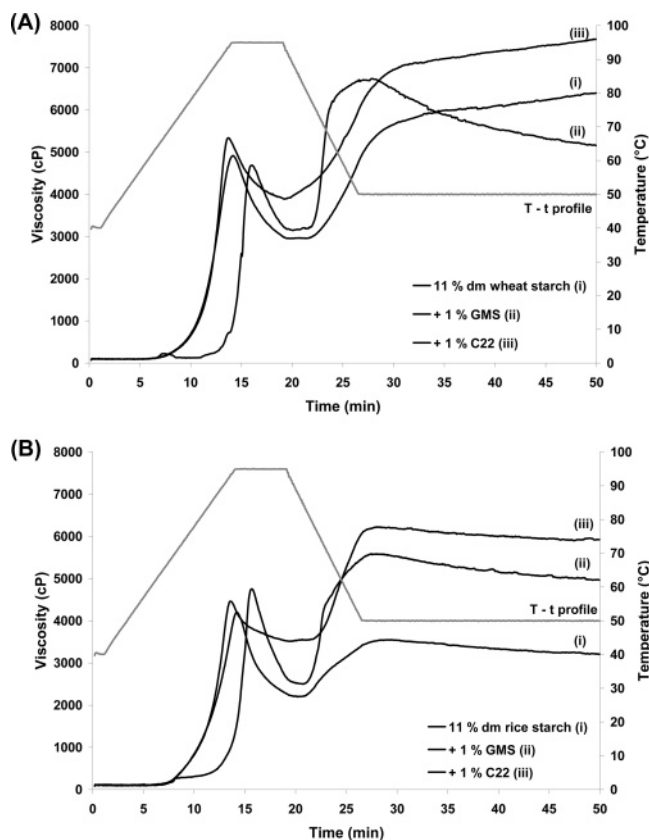 (A)
8000
7000
6000
5000
4000
3000
2000
1000
0
Viscosity (cP)
100
90
80
70
60
50
40
30
20
10
0
Temperature (°C)
(iii)
(i)
(ii)
T - t profile
11 % dm wheat starch (i)
+ 1 % GMS (ii)
+ 1 % C22 (iii)
0 5 10 15 20 25 30 35 40 45 50
Time (min)
(B)
8000
7000
6000
5000
4000
3000
2000
1000
0
Viscosity (cP)
100
90
80
70
60
50
40
30
20
10
0
Temperature (°C)
(iii)
(ii)
T - t profile
(i)
11 % dm rice starch (i)
+ 1 % GMS (ii)
+ 1 % C22 (iii)
0 5 10 15 20 25 30 35 40 45 50
Time (min)